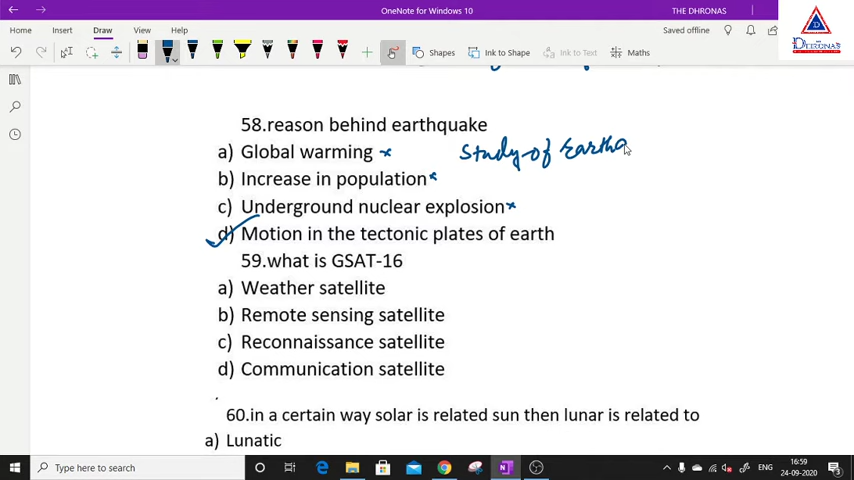 OneNote for Windows 10
THE DHRONAS
Home Insert Draw View Help
Saved offline
Shapes Ink to Shape Ink to Text Maths
DHRONA'S
58.reason behind earthquake
a) Global warming ×
Study of Earthq
b) Increase in population ×
c) Underground nuclear explosion ×
d) Motion in the tectonic plates of earth
59.what is GSAT-16
a) Weather satellite
b) Remote sensing satellite
c) Reconnaissance satellite
d) Communication satellite
60.in a certain way solar is related sun then lunar is related to
a) Lunatic
Type here to search
ENG
16:59
24-09-2020
3